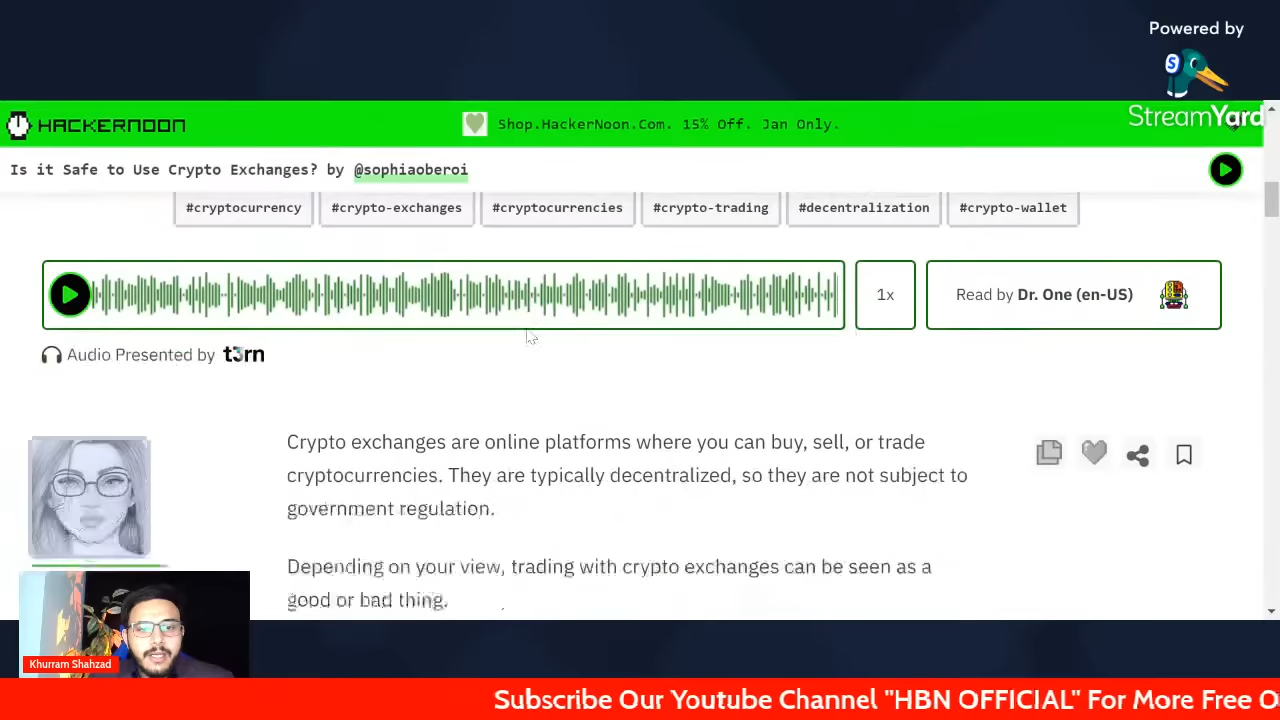 Powered by
S
StreamYard
HACKERNOON
Shop.HackerNoon.Com. 15% Off. Jan Only.
Is it Safe to Use Crypto Exchanges? by @sophiaoberoi
#cryptocurrency #crypto-exchanges #cryptocurrencies #crypto-trading #decentralization #crypto-wallet
1x
Read by Dr. One (en-US)
Audio Presented by t3rn
Crypto exchanges are online platforms where you can buy, sell, or trade
cryptocurrencies. They are typically decentralized, so they are not subject to
government regulation.
Depending on your view, trading with crypto exchanges can be seen as a
good or bad thing.
Khurram Shahzad
Subscribe Our Youtube Channel "HBN OFFICIAL" For More Free O